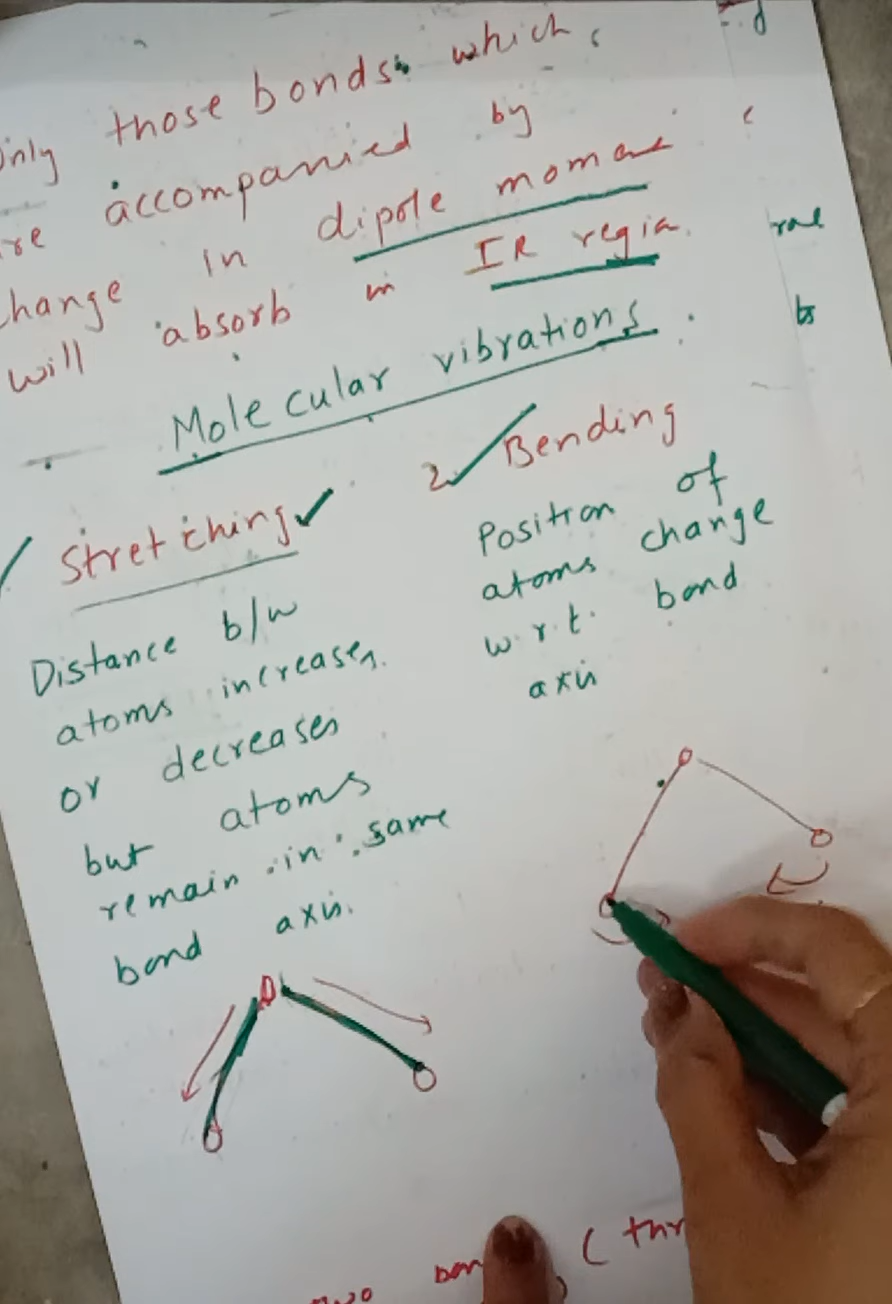 Only those bonds which
are accompanied by
change in dipole moment
will absorb in IR region.
Molecular vibrations.
Stretching
Distance b/w
atoms increases
or decreases
but atoms
remain in same
bond axis.
2 Bending
Position of
atoms change
w.r.t. bond
axis
(thr